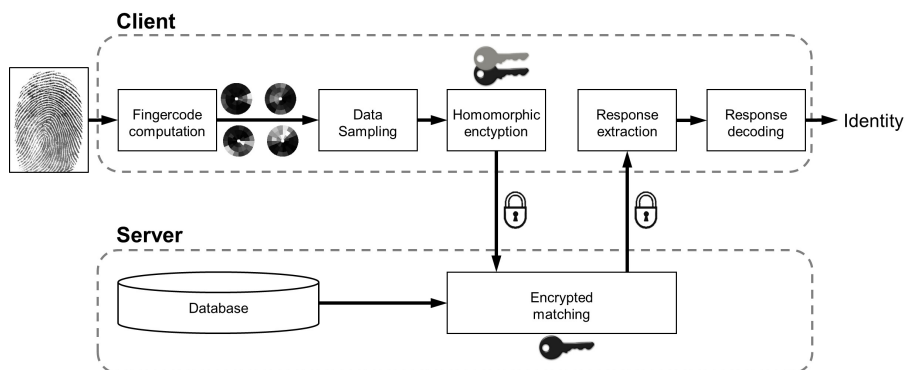 Client
Fingercode
computation
Data
Sampling
Homomorphic
enctyption
Response
extraction
Response
decoding
Identity
Server
Database
Encrypted
matching